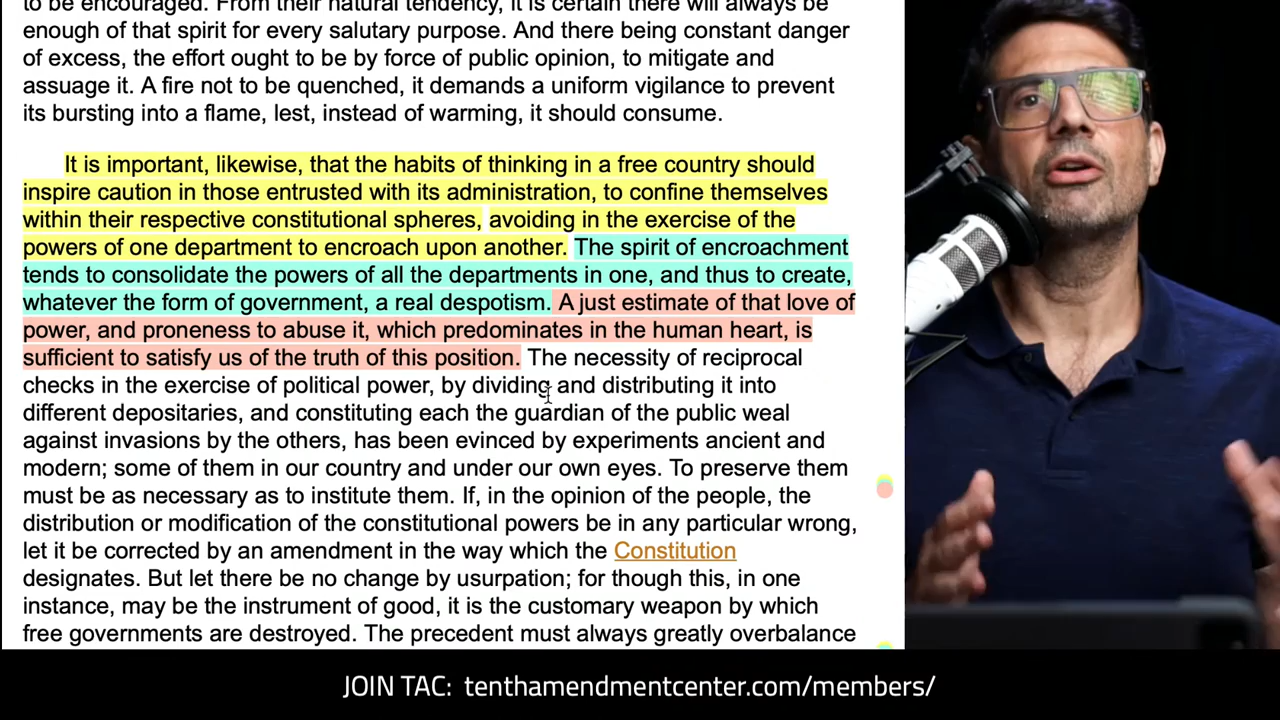 to be encouraged. From their natural tendency, it is certain there will always be
enough of that spirit for every salutary purpose. And there being constant danger
of excess, the effort ought to be by force of public opinion, to mitigate and
assuage it. A fire not to be quenched, it demands a uniform vigilance to prevent
its bursting into a flame, lest, instead of warming, it should consume.
It is important, likewise, that the habits of thinking in a free country should
inspire caution in those entrusted with its administration, to confine themselves
within their respective constitutional spheres, avoiding in the exercise of the
powers of one department to encroach upon another. The spirit of encroachment
tends to consolidate the powers of all the departments in one, and thus to create,
whatever the form of government, a real despotism. A just estimate of that love of
power, and proneness to abuse it, which predominates in the human heart, is
sufficient to satisfy us of the truth of this position. The necessity of reciprocal
checks in the exercise of political power, by dividing and distributing it into
different depositaries, and constituting each the guardian of the public weal
against invasions by the others, has been evinced by experiments ancient and
modern; some of them in our country and under our own eyes. To preserve them
must be as necessary as to institute them. If, in the opinion of the people, the
distribution or modification of the constitutional powers be in any particular wrong,
let it be corrected by an amendment in the way which the Constitution
designates. But let there be no change by usurpation; for though this, in one
instance, may be the instrument of good, it is the customary weapon by which
free governments are destroyed. The precedent must always greatly overbalance
JOIN TAC: tenthamendmentcenter.com/members/